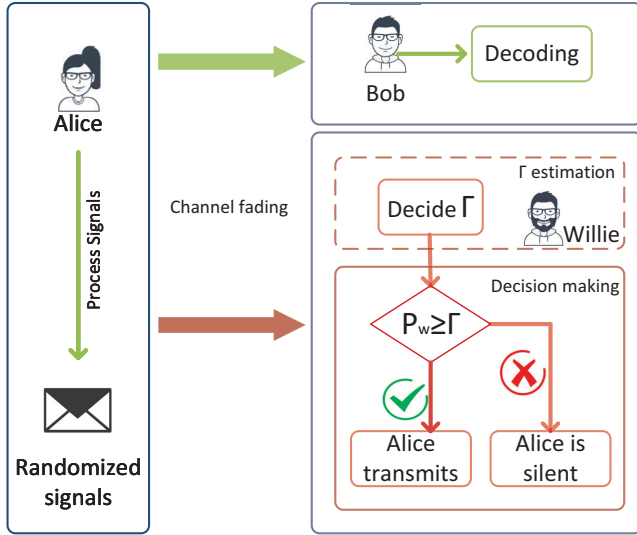 Alice
Process Signals
Randomized
signals
Channel fading
Bob
Decoding
Γ estimation
Decide Γ
Willie
Decision making
Pw≥Γ
Alice
transmits
Alice is
silent